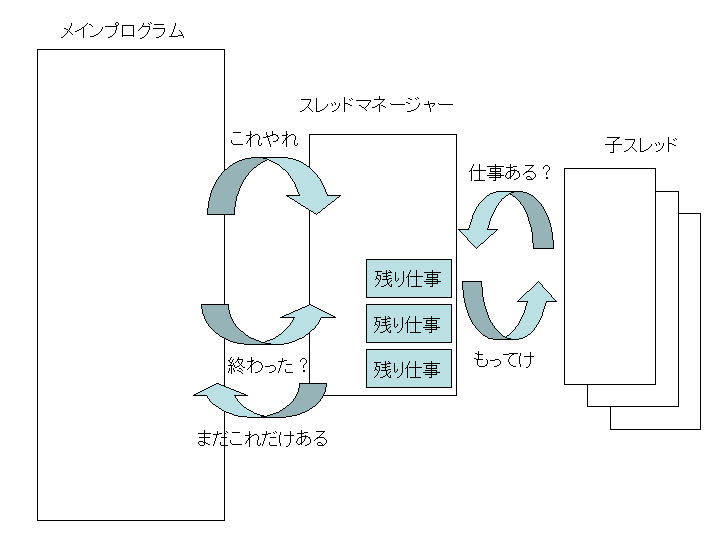 メインプログラム
スレッドマネージャー
これやれ
子スレッド
仕事ある？
残り仕事
残り仕事
残り仕事
もってけ
終わった？
まだこれだけある